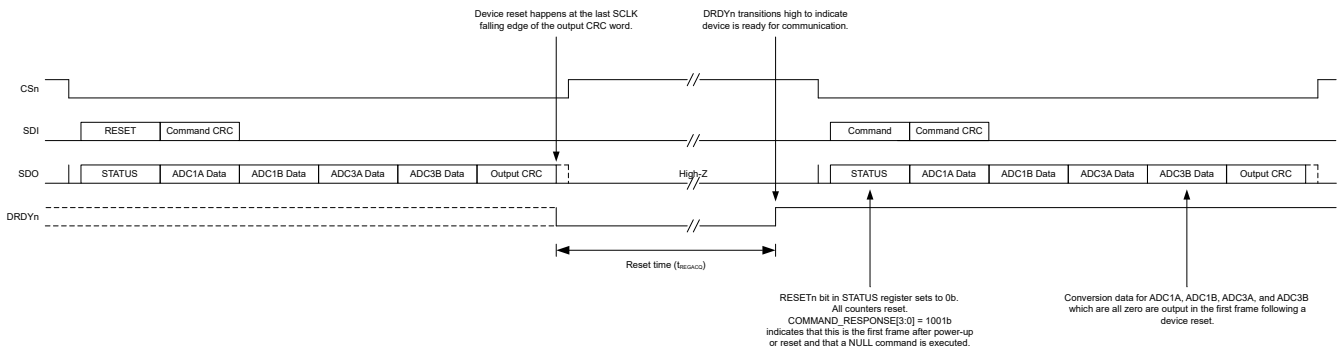 Device reset happens at the last SCLK
falling edge of the output CRC word.
DRDYn transitions high to indicate
device is ready for communication.
CSn
SDI
RESET
Command CRC
Command
Command CRC
SDO
STATUS
ADC1A Data
ADC1B Data
ADC3A Data
ADC3B Data
Output CRC
High-Z
STATUS
ADC1A Data
ADC1B Data
ADC3A Data
ADC3B Data
Output CRC
DRDYn
Reset time (tREGACQ)
RESETn bit in STATUS register sets to 0b.
All counters reset.
COMMAND_RESPONSE[3:0] = 1001b
indicates that this is the first frame after power-up
or reset and that a NULL command is executed.
Conversion data for ADC1A, ADC1B, ADC3A, and ADC3B
which are all zero are output in the first frame following a
device reset.